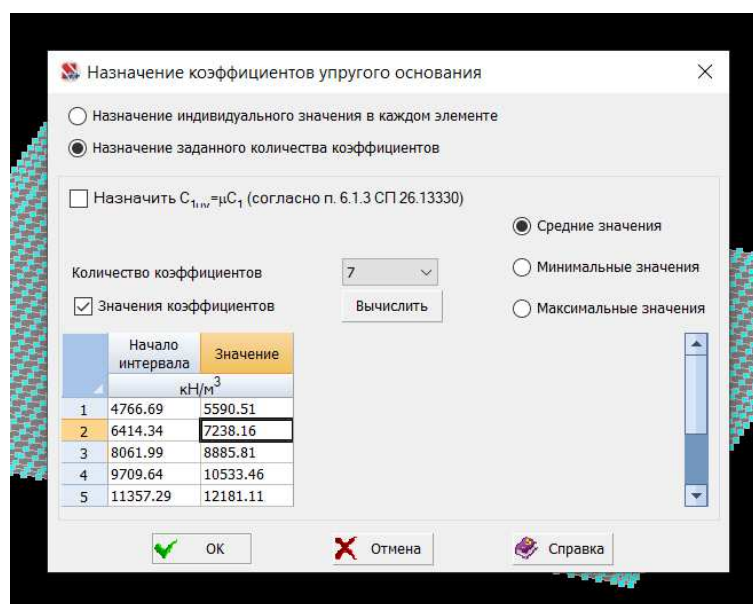 Назначение коэффициентов упругого основания
Назначение индивидуального значения в каждом элементе
Назначение заданного количества коэффициентов
Назначить C1uv=μC1 (согласно п. 6.1.3 СП 26.13330)
Средние значения
Количество коэффициентов 7
Минимальные значения
Значения коэффициентов Вычислить
Максимальные значения
Начало
интервала Значение
кН/м3
1 4766.69 5590.51
2 6414.34 7238.16
3 8061.99 8885.81
4 9709.64 10533.46
5 11357.29 12181.11
OK Отмена Справка